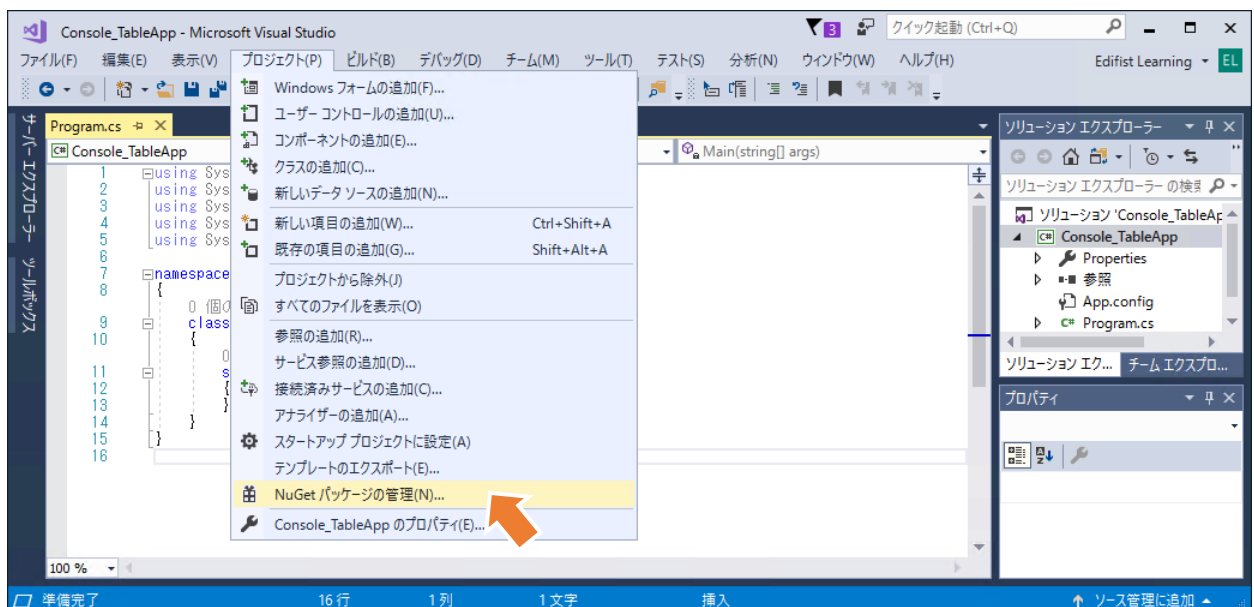 Console_TableApp - Microsoft Visual Studio
3
クイック起動 (Ctrl+Q)
ファイル(F) 編集(E) 表示(V) プロジェクト(P) ビルド(B) デバッグ(D) チーム(M) ツール(T) テスト(S) 分析(N) ウィンドウ(W) ヘルプ(H)
Edifist Learning EL
サーバー エクスプローラー
ツールボックス
Program.cs
C# Console_TableApp
Main(string[] args)
1 using Sys
2 using Sys
3 using Sys
4 using Sys
5 using Sys
6
7 namespace
8 {
0 個の
9 class
10 {
0
11 s
12 {
13 }
14 }
15 }
16
Windows フォームの追加(F)...
ユーザー コントロールの追加(U)...
コンポーネントの追加(E)...
クラスの追加(C)...
新しいデータ ソースの追加(N)...
新しい項目の追加(W)... Ctrl+Shift+A
既存の項目の追加(G)... Shift+Alt+A
プロジェクトから除外(J)
すべてのファイルを表示(O)
参照の追加(R)...
サービス参照の追加(D)...
接続済みサービスの追加(C)...
アナライザーの追加(A)...
スタートアップ プロジェクトに設定(A)
テンプレートのエクスポート(E)...
NuGet パッケージの管理(N)...
Console_TableApp のプロパティ(E)...
ソリューション エクスプローラー
ソリューション エクスプローラー の検索
ソリューション 'Console_TableAp
C# Console_TableApp
Properties
参照
App.config
C# Program.cs
ソリューション エク... チーム エクスプロ...
プロパティ
100 %
準備完了 16 行 1 列 1 文字 挿入 ソース管理に追加